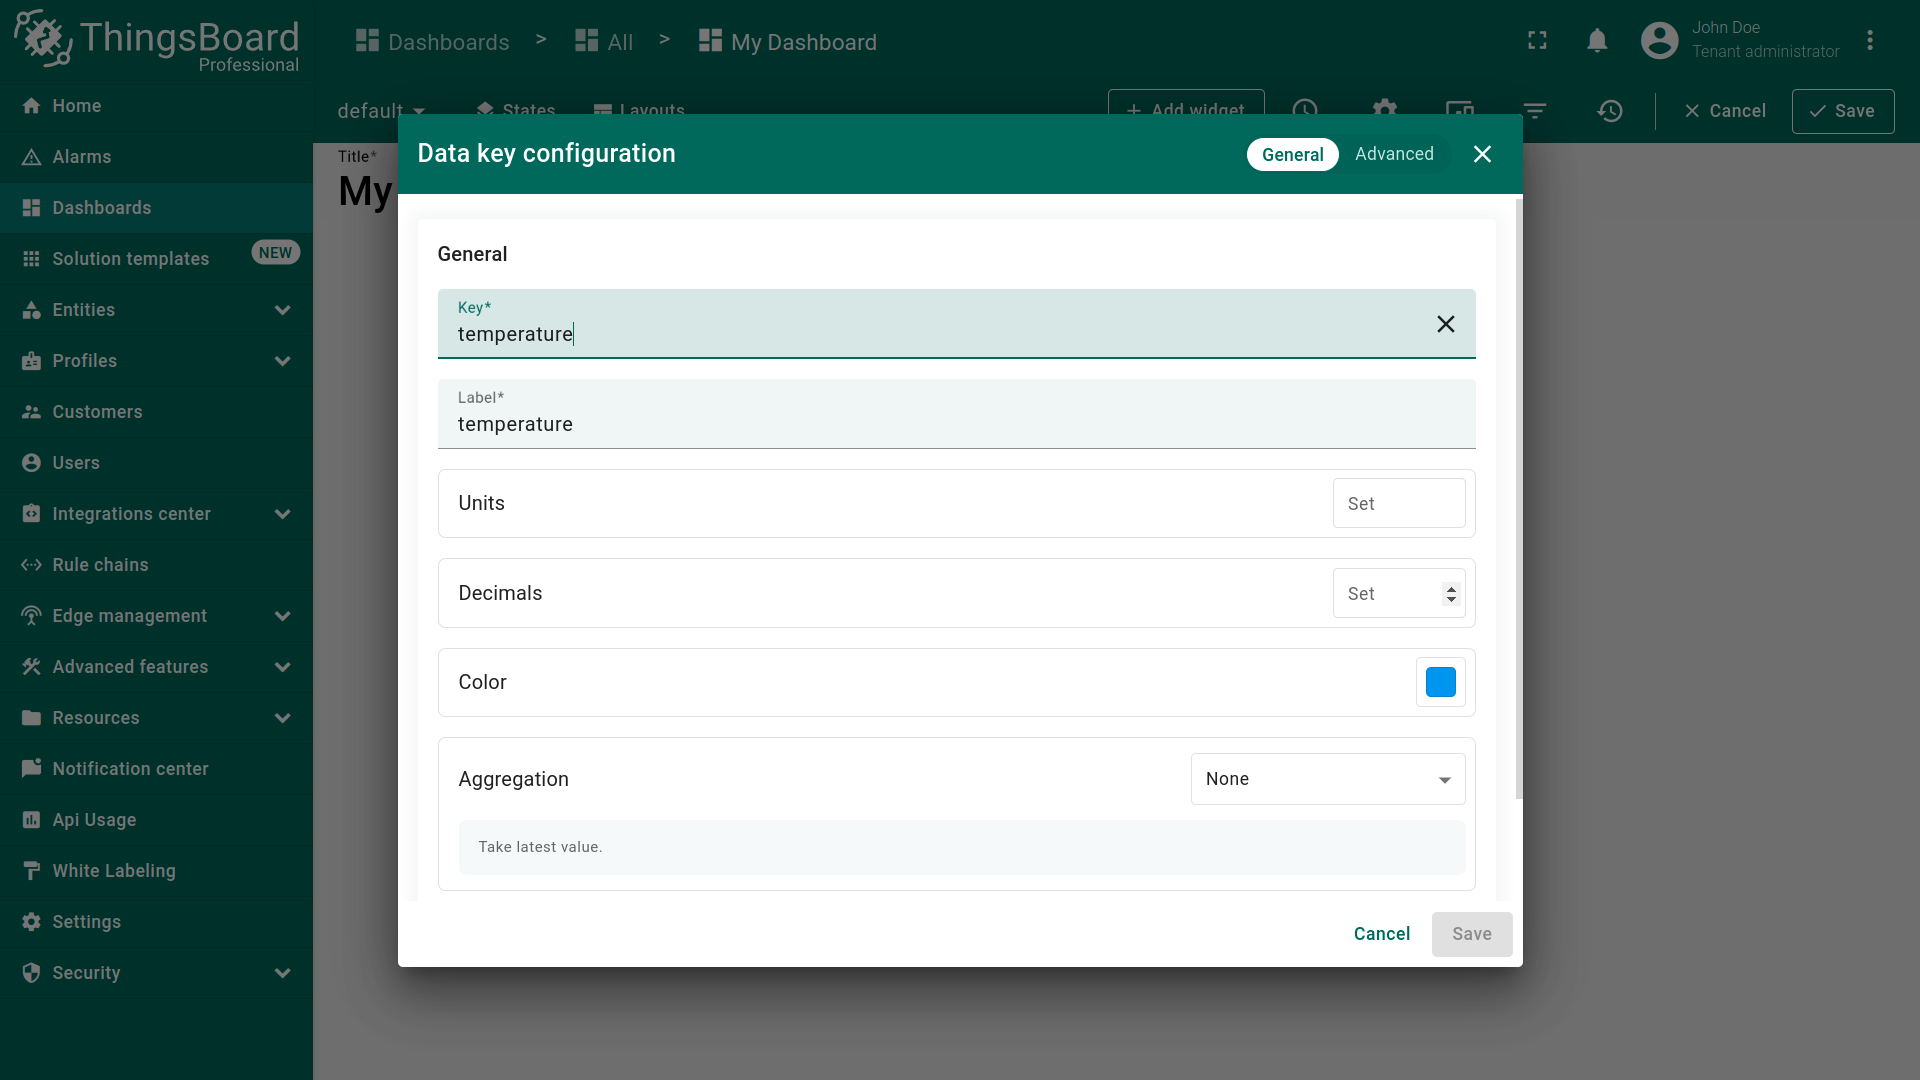 ThingsBoard
Professional
Dashboards > All > My Dashboard
John Doe
Tenant administrator
default
States
Layouts
+ Add widget
Cancel
Save
Home
Alarms
Dashboards
Solution templates
NEW
Entities
Profiles
Customers
Users
Integrations center
Rule chains
Edge management
Advanced features
Resources
Notification center
Api Usage
White Labeling
Settings
Security
Title*
My
Data key configuration
General
Advanced
General
Key*
temperature
Label*
temperature
Units
Set
Decimals
Set
Color
Aggregation
None
Take latest value.
Cancel
Save